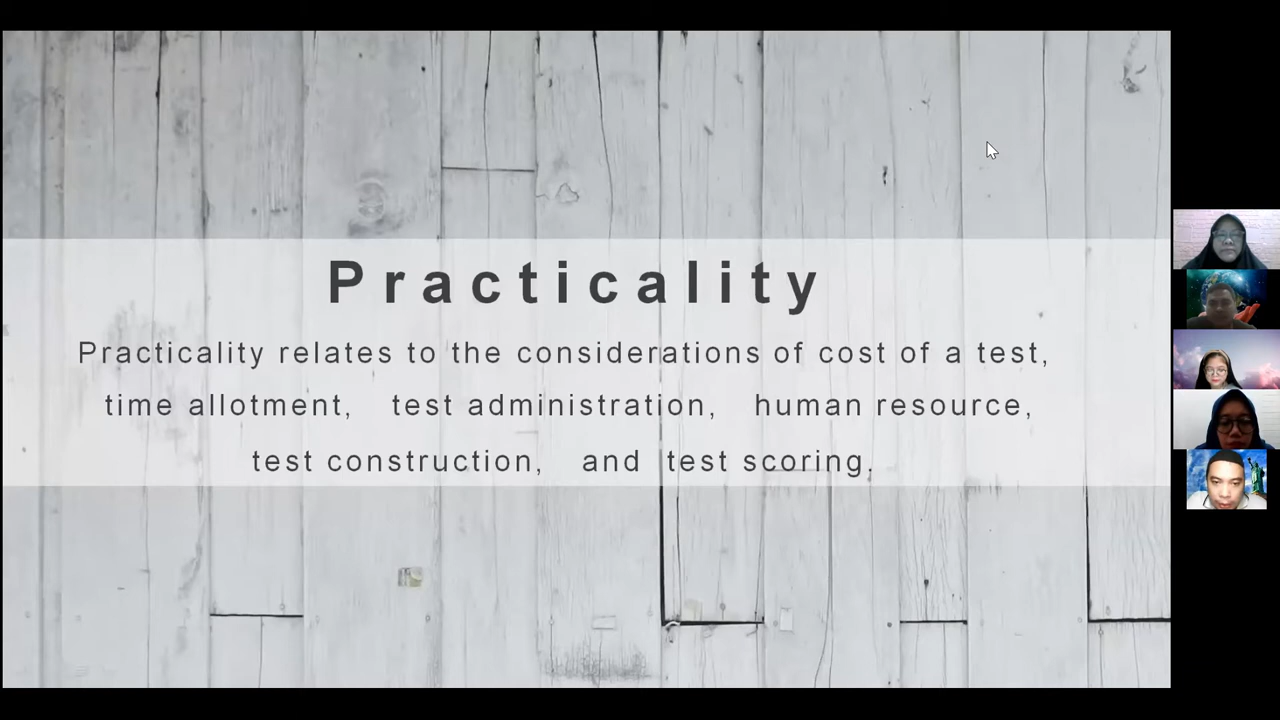 Practicality
Practicality relates to the considerations of cost of a test,
time allotment, test administration, human resource,
test construction, and test scoring.